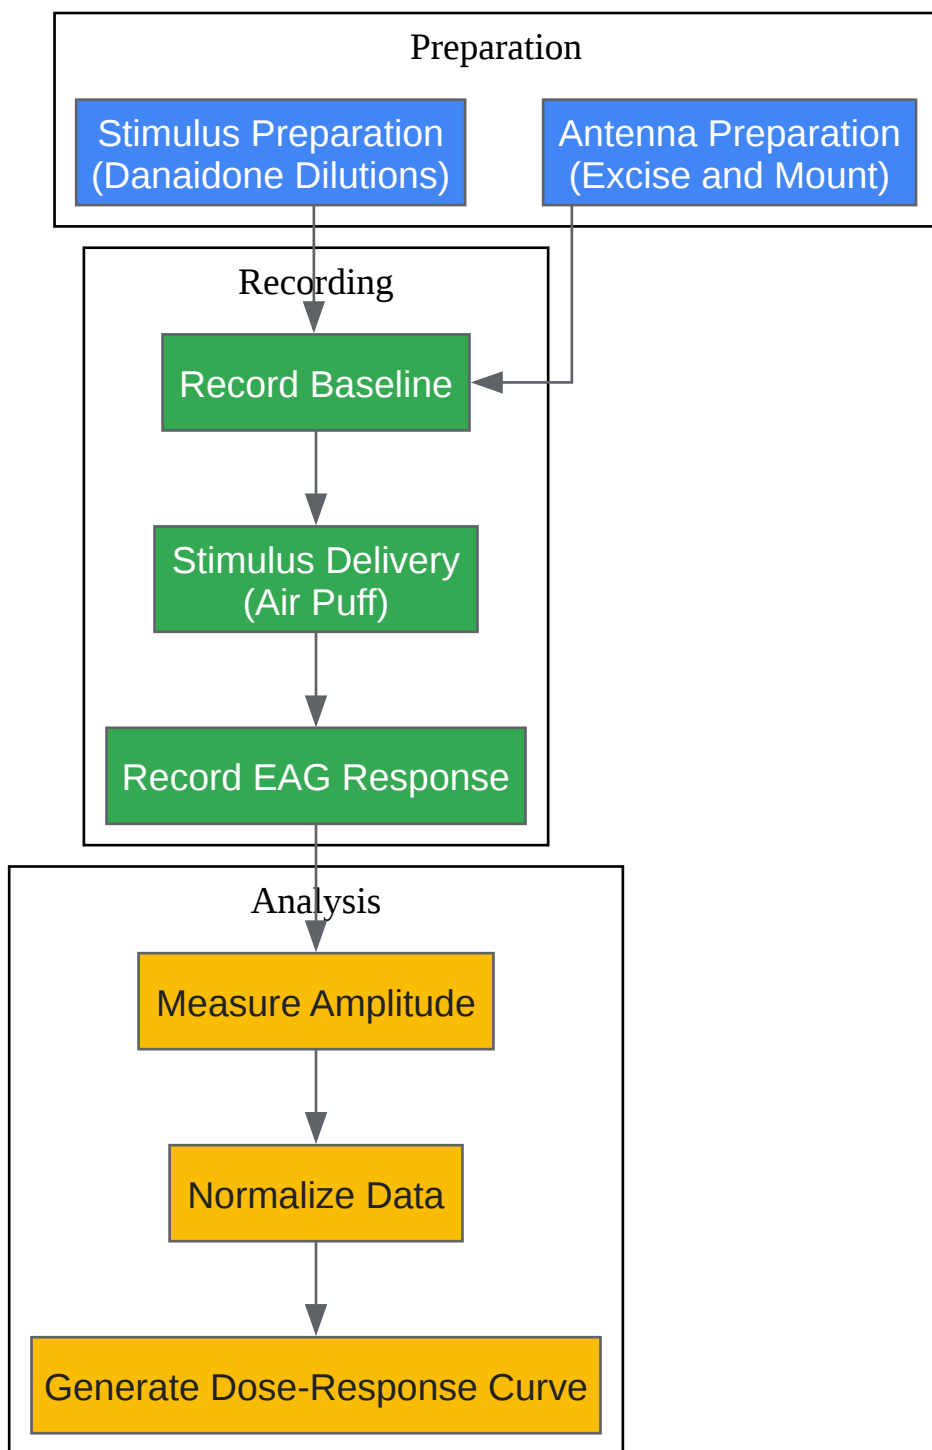 Preparation
Stimulus Preparation
(Danaidone Dilutions)
Antenna Preparation
(Excise and Mount)
Recording
Record Baseline
Stimulus Delivery
(Air Puff)
Record EAG Response
Analysis
Measure Amplitude
Normalize Data
Generate Dose-Response Curve